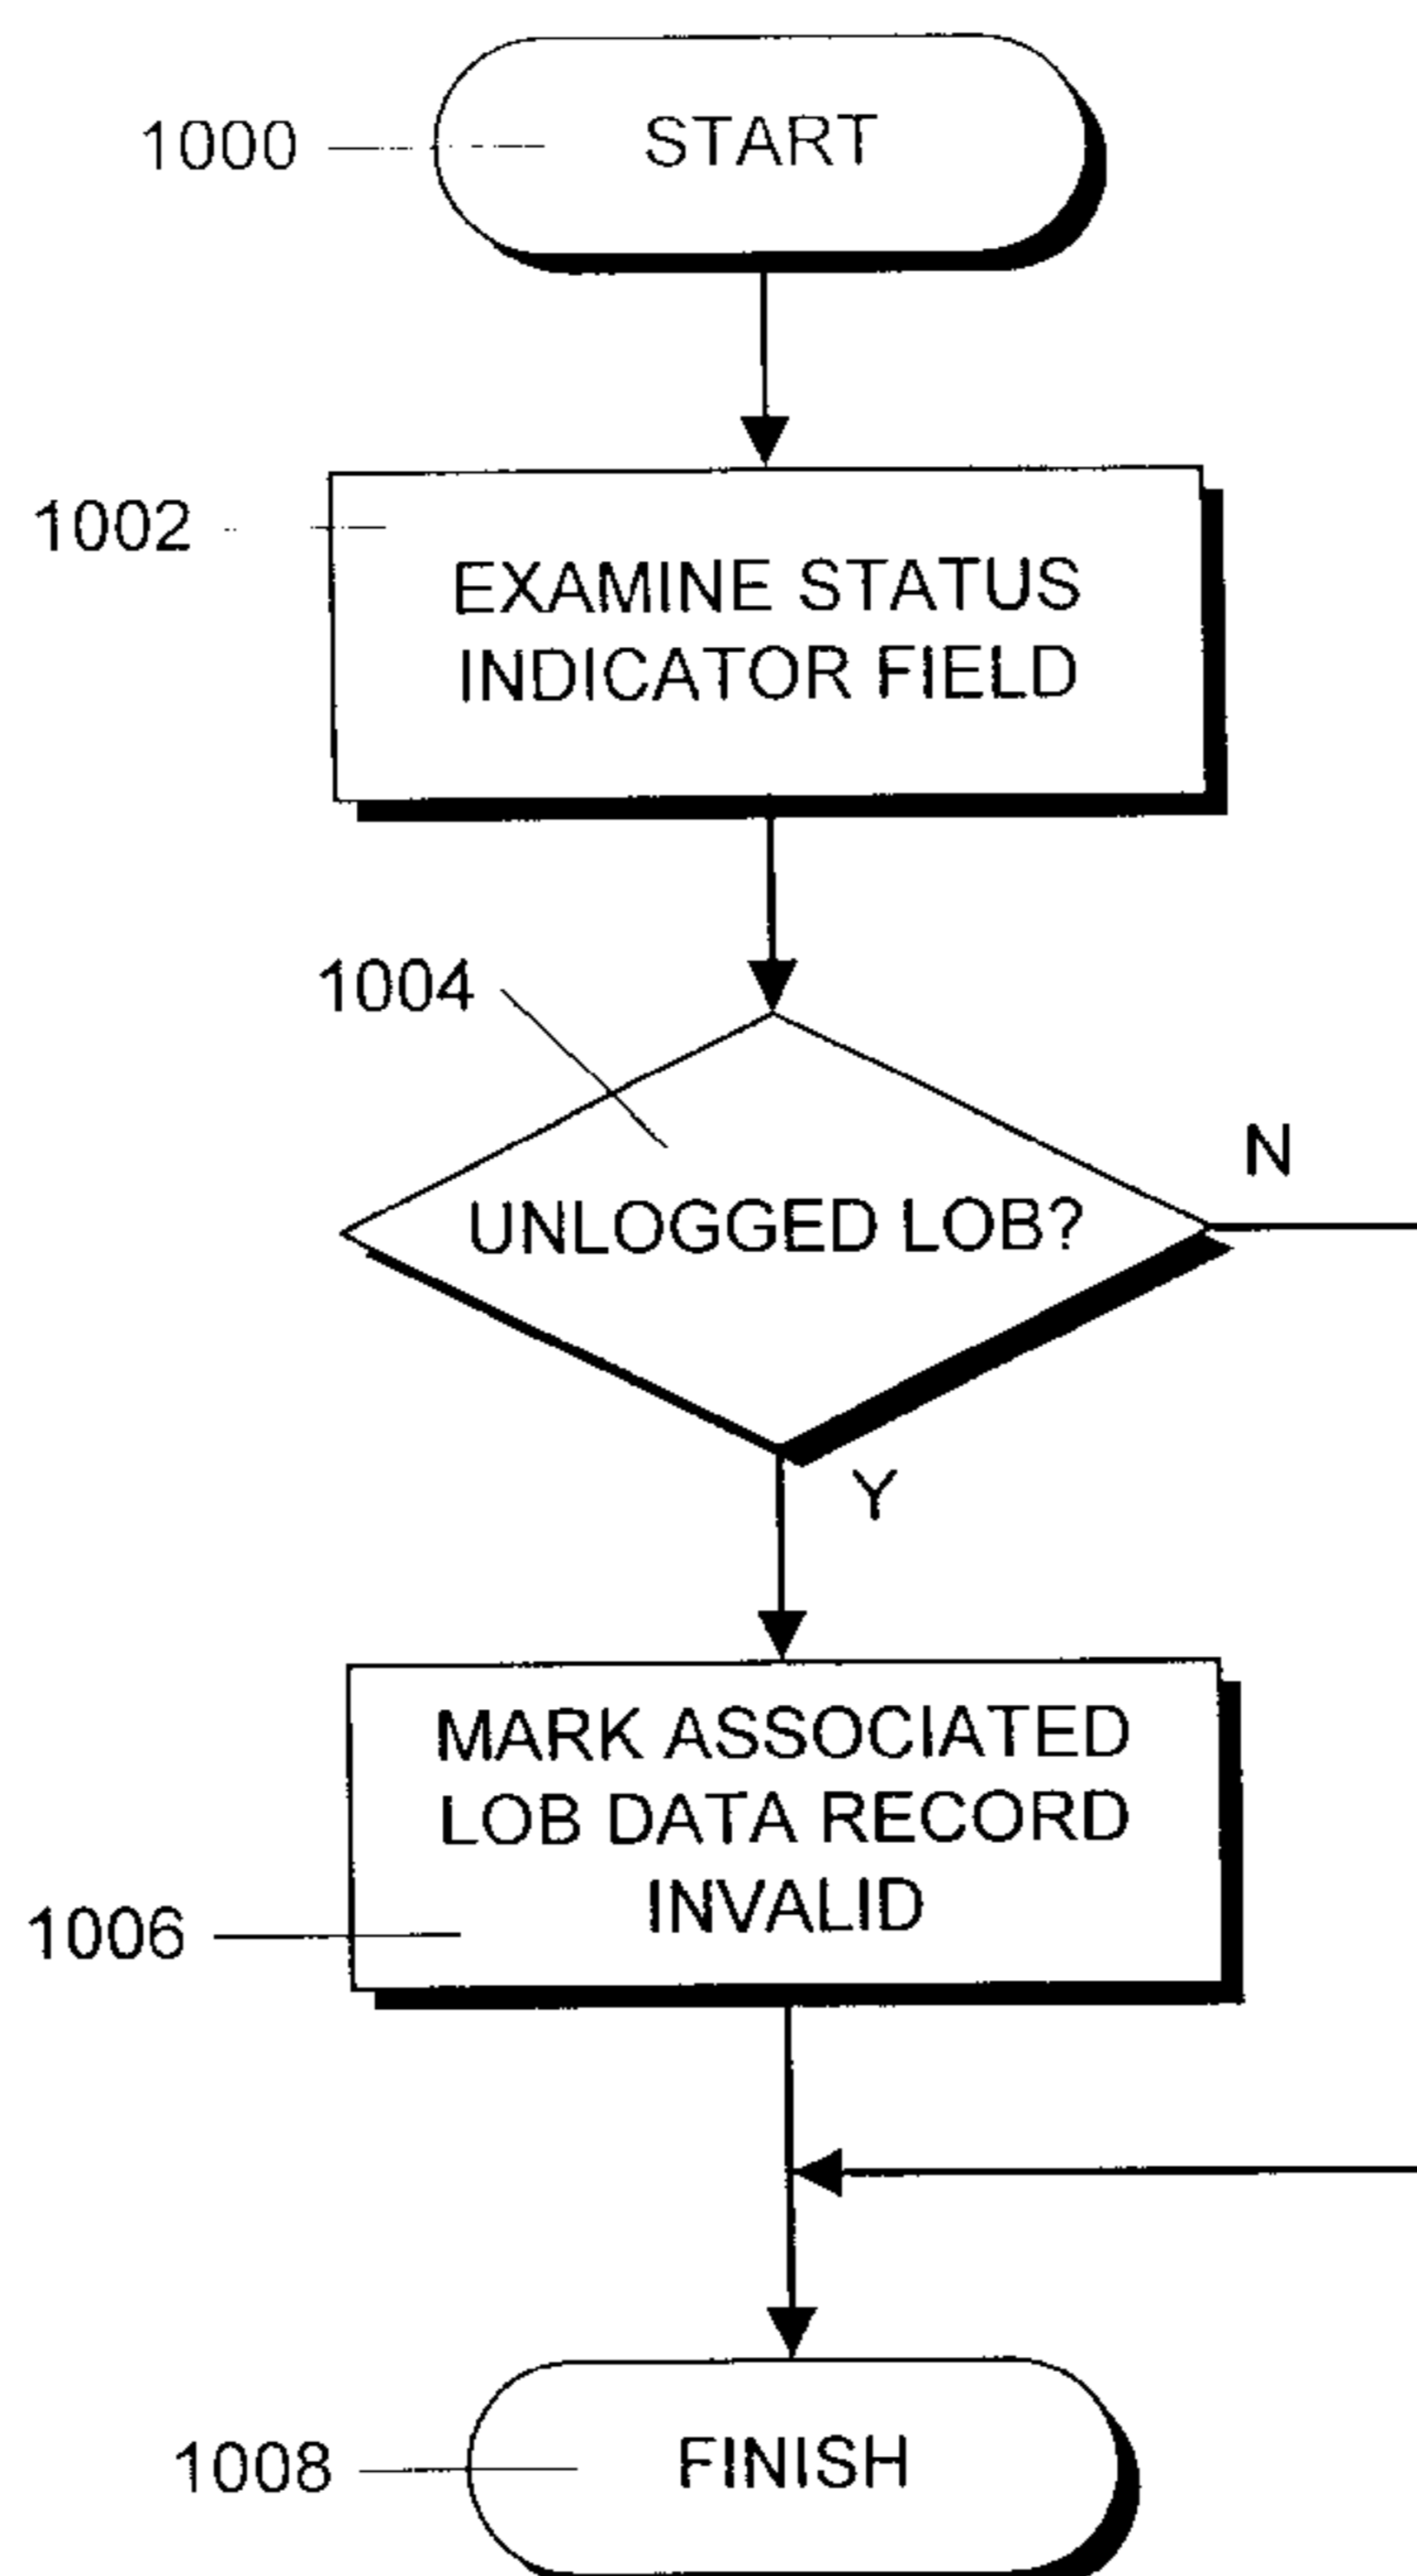 1000
START
1002
EXAMINE STATUS
INDICATOR FIELD
1004
N
UNLOGGED LOB?
Y
MARK ASSOCIATED
LOB DATA RECORD
INVALID
1006
1008
FINISH